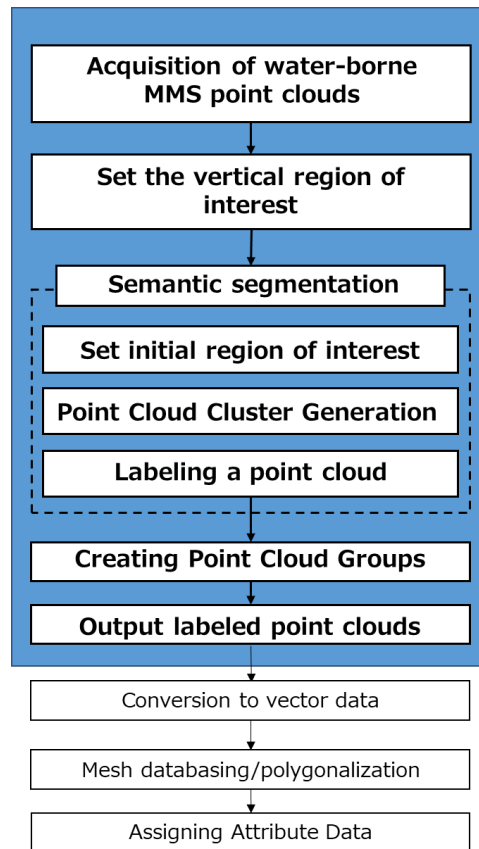 Acquisition of water-borne
MMS point clouds
Set the vertical region of
interest
Semantic segmentation
Set initial region of interest
Point Cloud Cluster Generation
Labeling a point cloud
Creating Point Cloud Groups
Output labeled point clouds
Conversion to vector data
Mesh databasing/polygonalization
Assigning Attribute Data